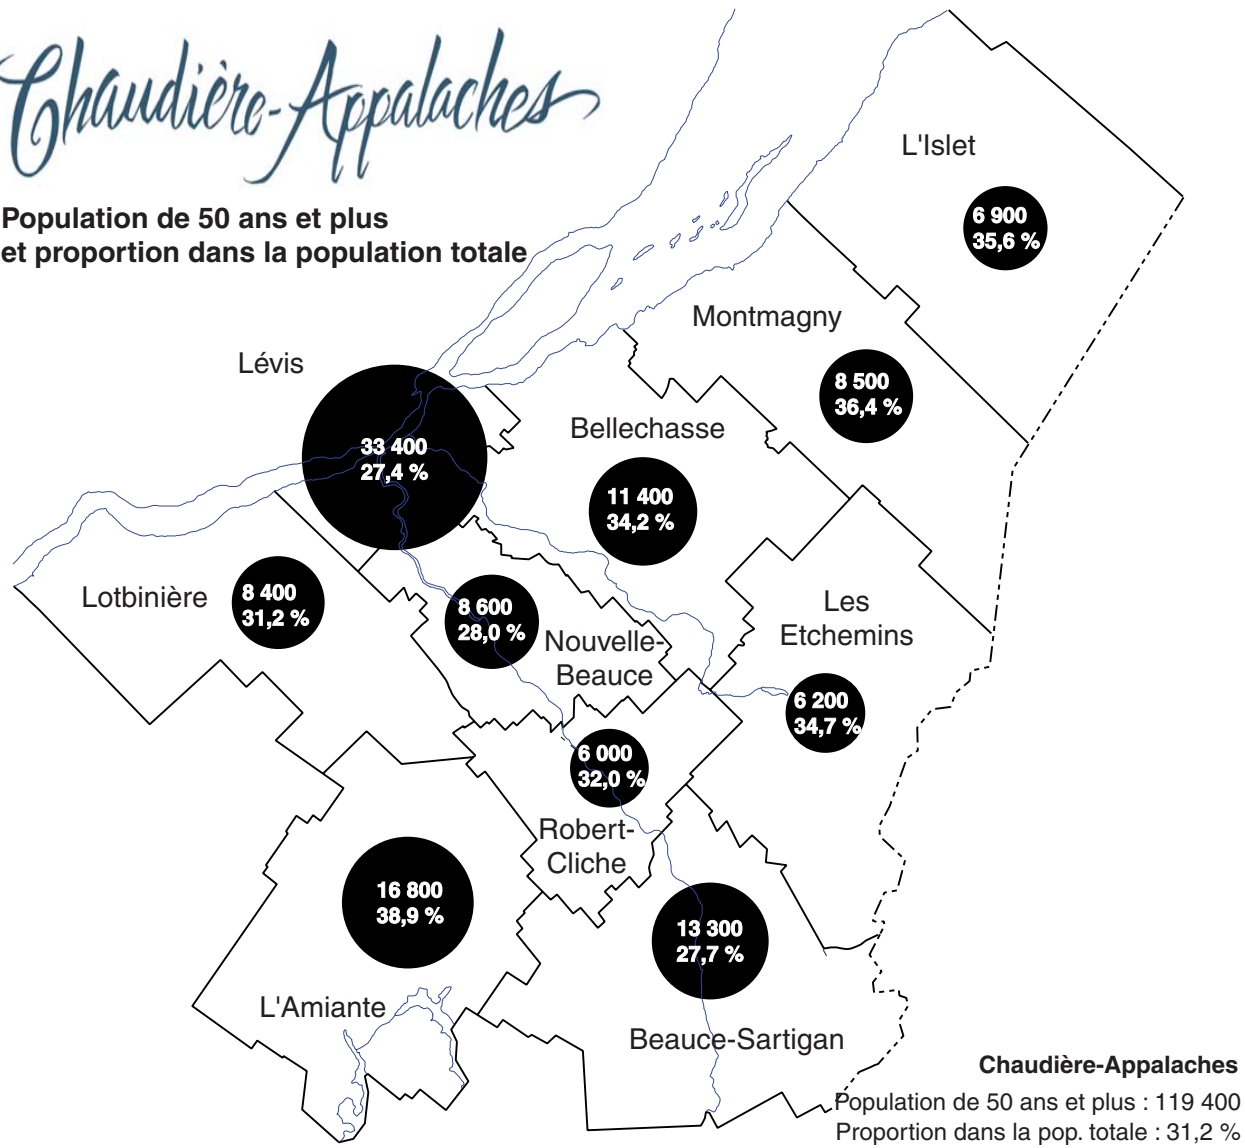 Chaudière-Appalaches
Population de 50 ans et plus
et proportion dans la population totale
L'Islet
6 900
35,6 %
Montmagny
8 500
36,4 %
Lévis
33 400
27,4 %
Bellechasse
11 400
34,2 %
Lotbinière
8 400
31,2 %
8 600
28,0 %
Nouvelle-
Beauce
Les
Etchemins
6 200
34,7 %
6 000
32,0 %
Robert-
Cliche
16 800
38,9 %
L'Amiante
13 300
27,7 %
Beauce-Sartigan
Chaudière-Appalaches
Population de 50 ans et plus : 119 400
Proportion dans la pop. totale : 31,2 %